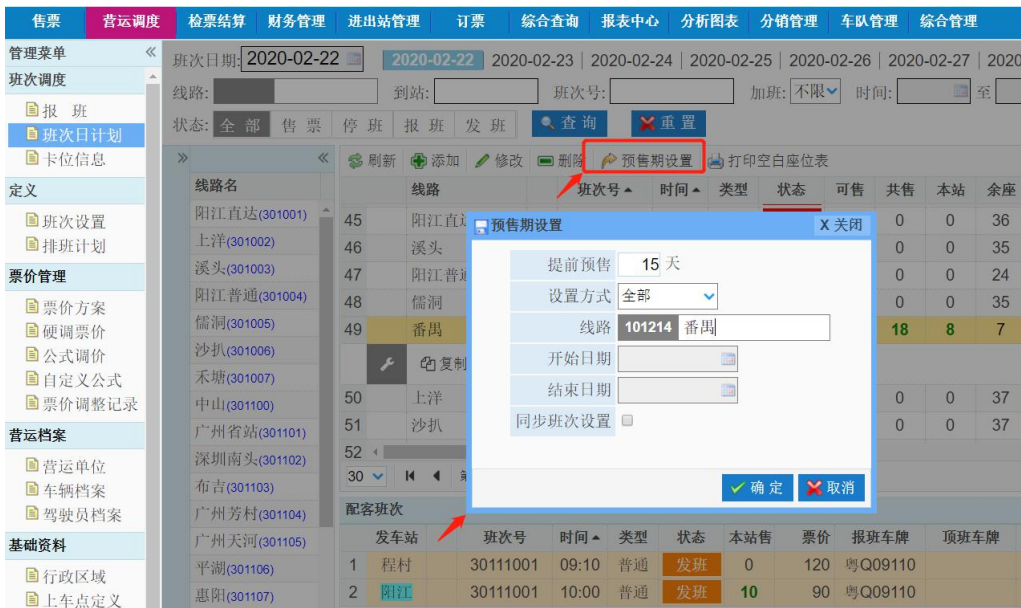 售票 营运调度 检票结算 财务管理 进出站管理 订票 综合查询 报表中心 分析图表 分销管理 车队管理 综合管理
管理菜单 «
班次调度
报 班
班次日计划
卡位信息
定义
班次设置
排班计划
票价管理
票价方案
硬调票价
公式调价
自定义公式
票价调整记录
营运档案
营运单位
车辆档案
驾驶员档案
基础资料
行政区域
上车点定义
班次日期: 2020-02-22 2020-02-22 2020-02-23 2020-02-24 2020-02-25 2020-02-26 2020-02-27 2020
线路: 到站: 班次号: 加班: 不限 时间: 至
状态: 全 部 售 票 停 班 报 班 发 班 查 询 重 置
» «
线路名
阳江直达(301001)
上洋(301002)
溪头(301003)
阳江普通(301004)
儒洞(301005)
沙扒(301006)
禾塘(301007)
中山(301100)
广州省站(301101)
深圳南头(301102)
布吉(301103)
广州芳村(301104)
广州天河(301105)
平湖(301106)
惠阳(301107)
刷新 添加 修改 删除 预售期设置 打印空白座位表
线路 班次号 时间 类型 状态 可售 共售 本站 余座
45 阳江直 0 0 36
46 溪头 0 0 35
47 阳江普 0 0 24
48 儒洞 0 0 35
49 番禺 18 8 7
复制
50 上洋 0 0 37
51 沙扒 0 0 37
52
30
预售期设置 X 关闭
提前预售 15 天
设置方式 全部
线路 101214 番禺
开始日期
结束日期
同步班次设置
确 定 取消
配客班次
发车站 班次号 时间 类型 状态 本站售 票价 报班车牌 顶班车牌
1 程村 30111001 09:10 普通 发班 0 120 粤Q09110
2 阳江 30111001 10:00 普通 发班 10 90 粤Q09110